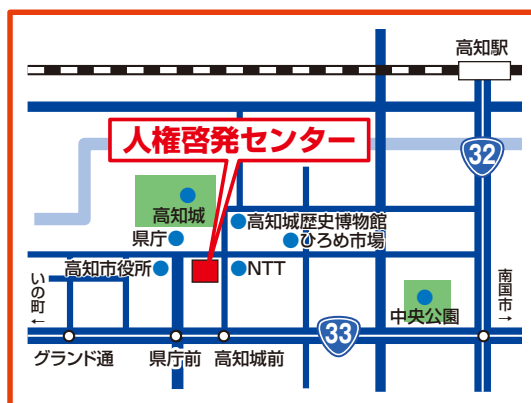 高知駅
人権啓発センター
32
高知城
高知城歴史博物館
県庁
ひろめ市場
高知市役所
NTT
いの町←
南国市→
中央公園
33
グランド通
県庁前
高知城前